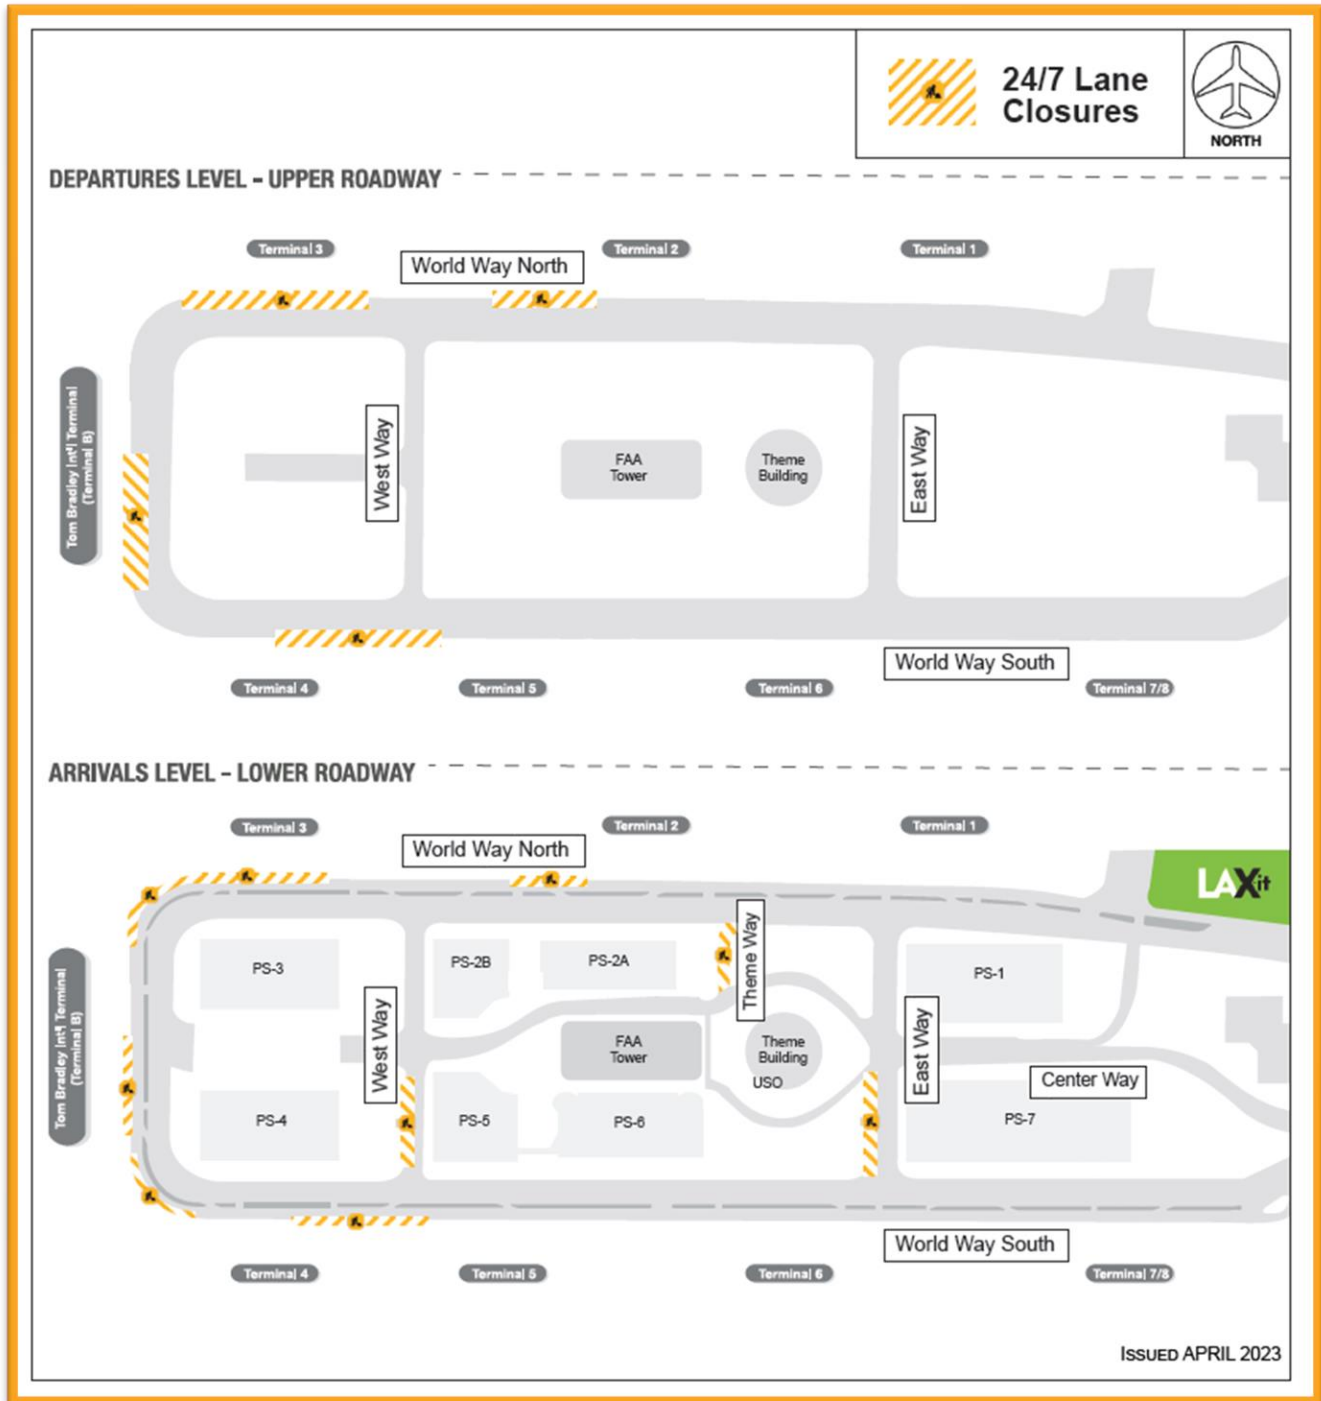 24/7 Lane
Closures
NORTH
DEPARTURES LEVEL - UPPER ROADWAY
Terminal 3
Terminal 2
Terminal 1
World Way North
Tom Bradley Int'l Terminal
(Terminal B)
West Way
FAA
Tower
Theme
Building
East Way
World Way South
Terminal 4
Terminal 5
Terminal 6
Terminal 7/8
ARRIVALS LEVEL - LOWER ROADWAY
Terminal 3
Terminal 2
Terminal 1
World Way North
LAXit
Theme Way
PS-3
PS-2B
PS-2A
PS-1
Tom Bradley Int'l Terminal
(Terminal B)
West Way
FAA
Tower
Theme
Building
USO
East Way
Center Way
PS-4
PS-5
PS-6
PS-7
World Way South
Terminal 4
Terminal 5
Terminal 6
Terminal 7/8
ISSUED APRIL 2023